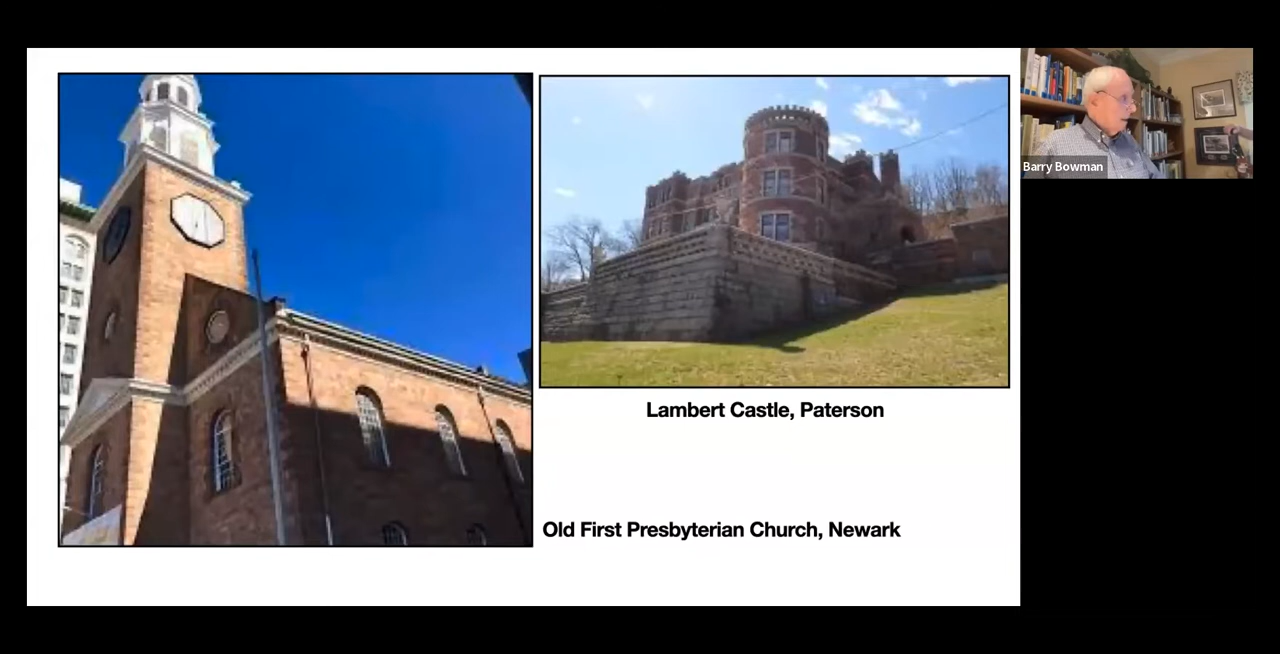 Barry Bowman
Lambert Castle, Paterson
Old First Presbyterian Church, Newark